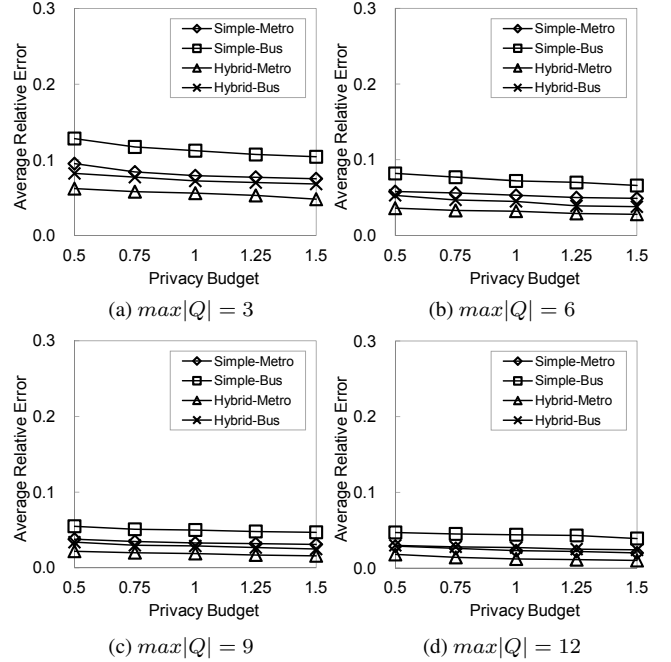 0.3
Simple-Metro
Simple-Bus
Hybrid-Metro
Hybrid-Bus
0.2
0.1
0.0
Average Relative Error
0.5 0.75 1 1.25 1.5
Privacy Budget
(a) max|Q| = 3
0.3
Simple-Metro
Simple-Bus
Hybrid-Metro
Hybrid-Bus
0.2
0.1
0.0
Average Relative Error
0.5 0.75 1 1.25 1.5
Privacy Budget
(b) max|Q| = 6
0.3
Simple-Metro
Simple-Bus
Hybrid-Metro
Hybrid-Bus
0.2
0.1
0.0
Average Relative Error
0.5 0.75 1 1.25 1.5
Privacy Budget
(c) max|Q| = 9
0.3
Simple-Metro
Simple-Bus
Hybrid-Metro
Hybrid-Bus
0.2
0.1
0.0
Average Relative Error
0.5 0.75 1 1.25 1.5
Privacy Budget
(d) max|Q| = 12